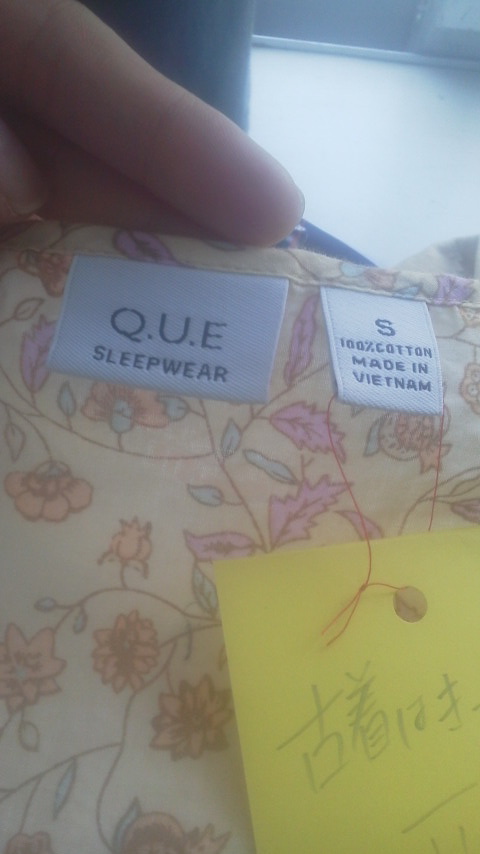 Q.U.E
SLEEPWEAR
S
100%COTTON
MADE IN
VIETNAM
古着は